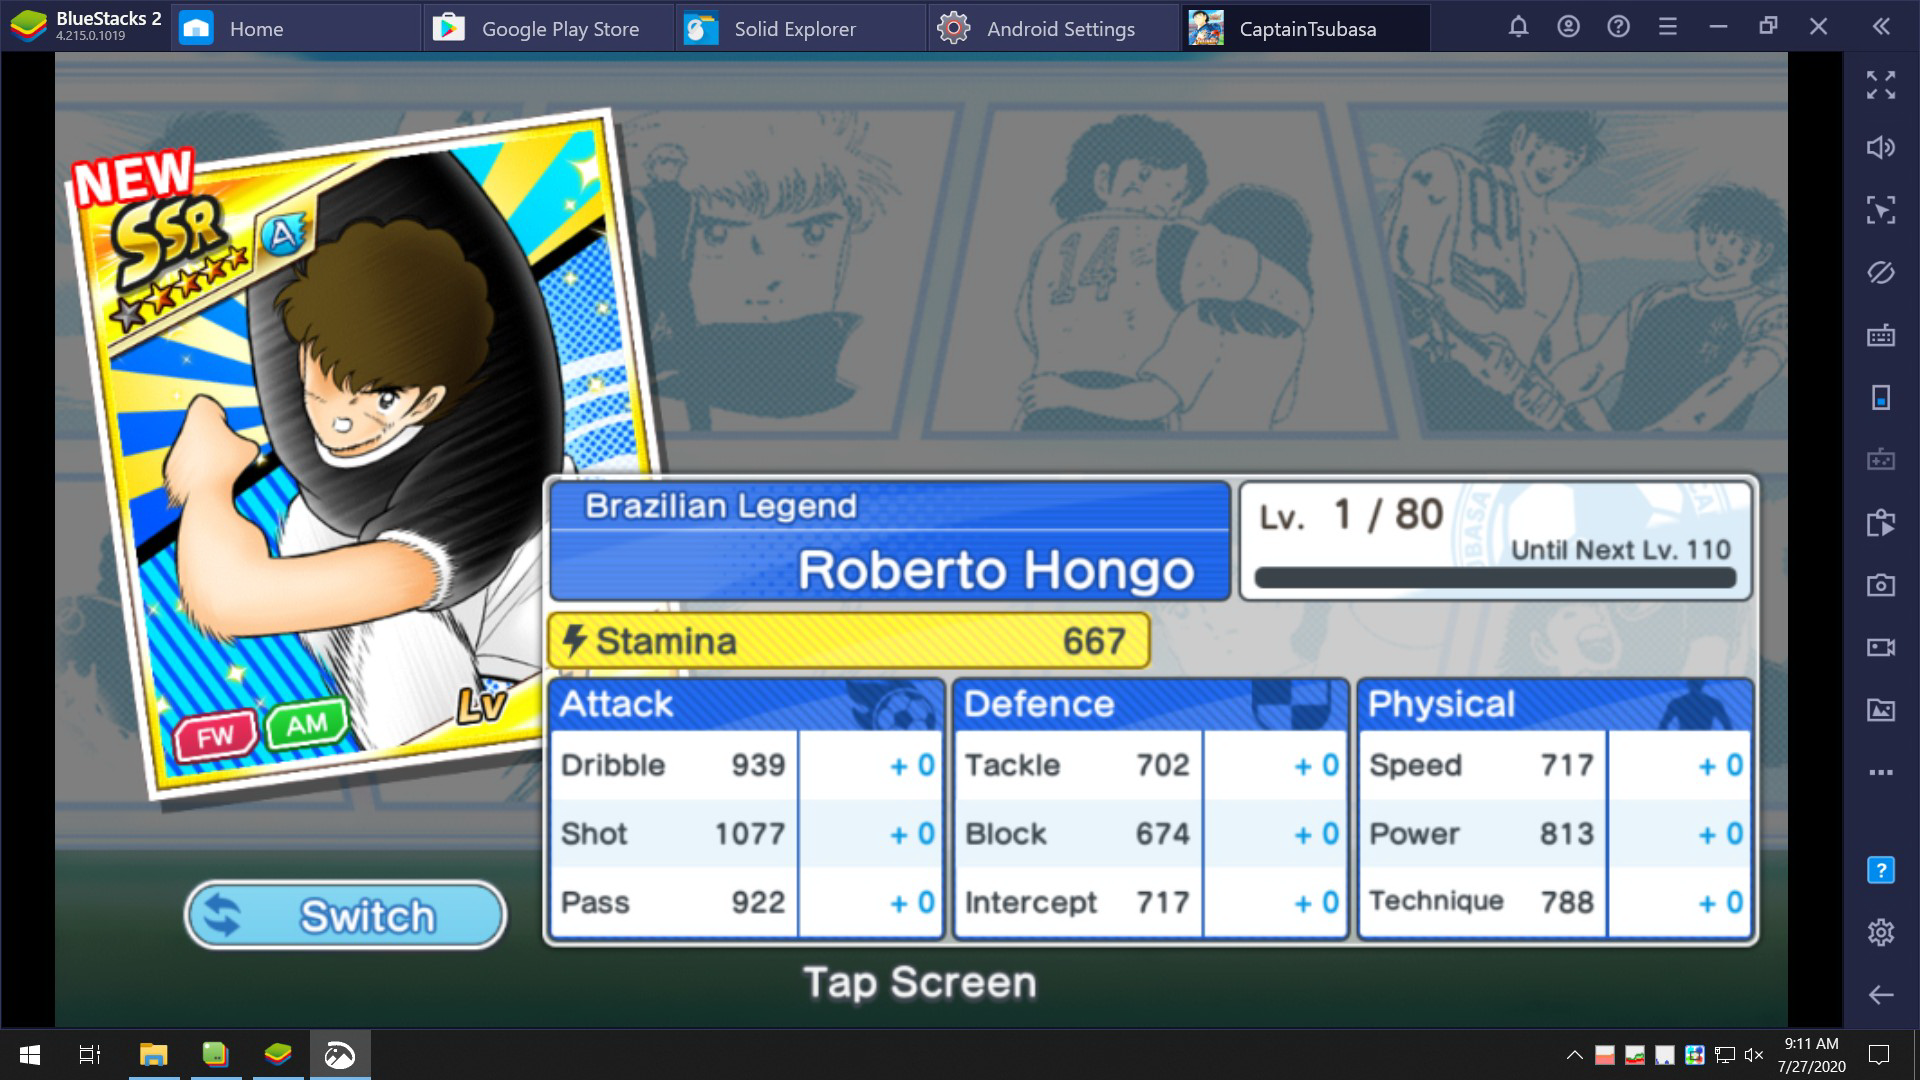 BlueStacks 2
4.215.0.1019
Home
Google Play Store
Solid Explorer
Android Settings
CaptainTsubasa
NEW
SSR
A
14
FW
AM
Lv
Brazilian Legend
Roberto Hongo
Lv. 1 / 80
Until Next Lv. 110
Stamina 667
Attack
Dribble 939 + 0
Shot 1077 + 0
Pass 922 + 0
Defence
Tackle 702 + 0
Block 674 + 0
Intercept 717 + 0
Physical
Speed 717 + 0
Power 813 + 0
Technique 788 + 0
Switch
Tap Screen
9:11 AM
7/27/2020